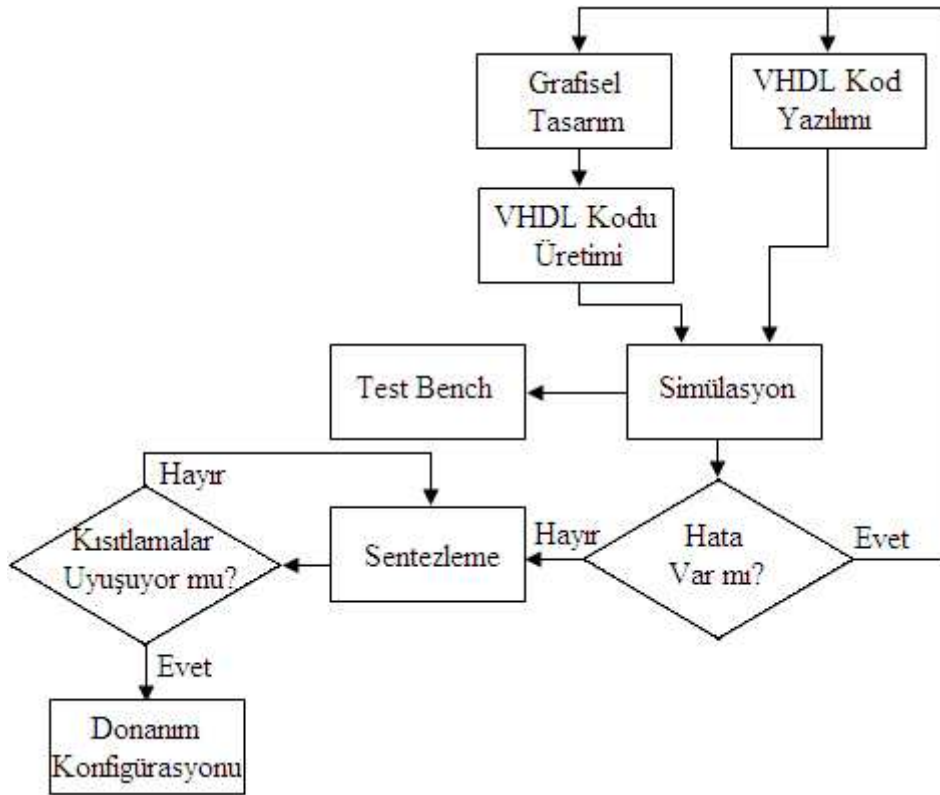 Grafisel
Tasarım
VHDL Kod
Yazılımı
VHDL Kodu
Üretimi
Test Bench
Simülasyon
Hayır
Kısıtlamalar
Uyuşuyor mu?
Sentezleme
Hayır
Hata
Var mı?
Evet
Evet
Donanım
Konfigürasyonu